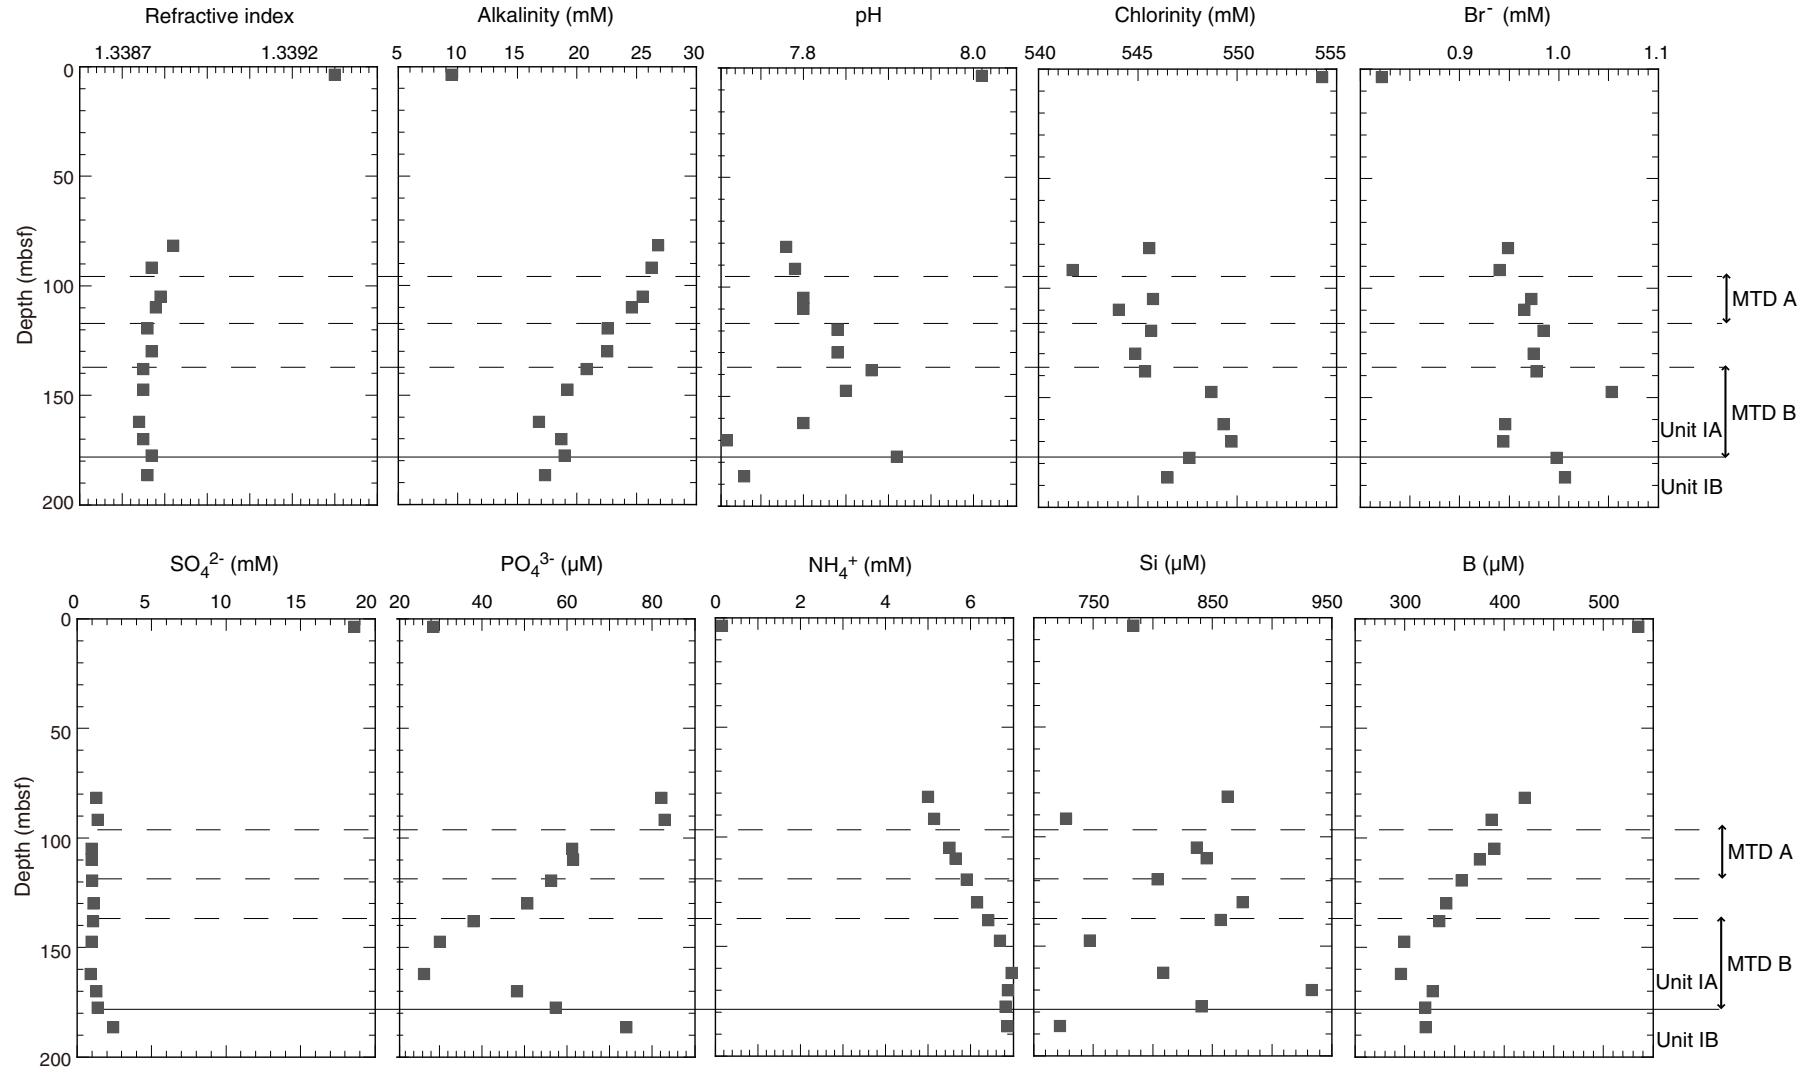 Refractive index Alkalinity (mM) pH Chlorinity (mM) Br⁻ (mM)
1.3387 1.3392 5 10 15 20 25 30 7.8 8.0 540 545 550 555 0.9 1.0 1.1
0
50
100
150
200
Depth (mbsf)
MTD A
MTD B
Unit IA
Unit IB
SO₄²⁻ (mM) PO₄³⁻ (µM) NH₄⁺ (mM) Si (µM) B (µM)
0 5 10 15 20 20 40 60 80 0 2 4 6 750 850 950 300 400 500
0
50
100
150
200
Depth (mbsf)
MTD A
MTD B
Unit IA
Unit IB